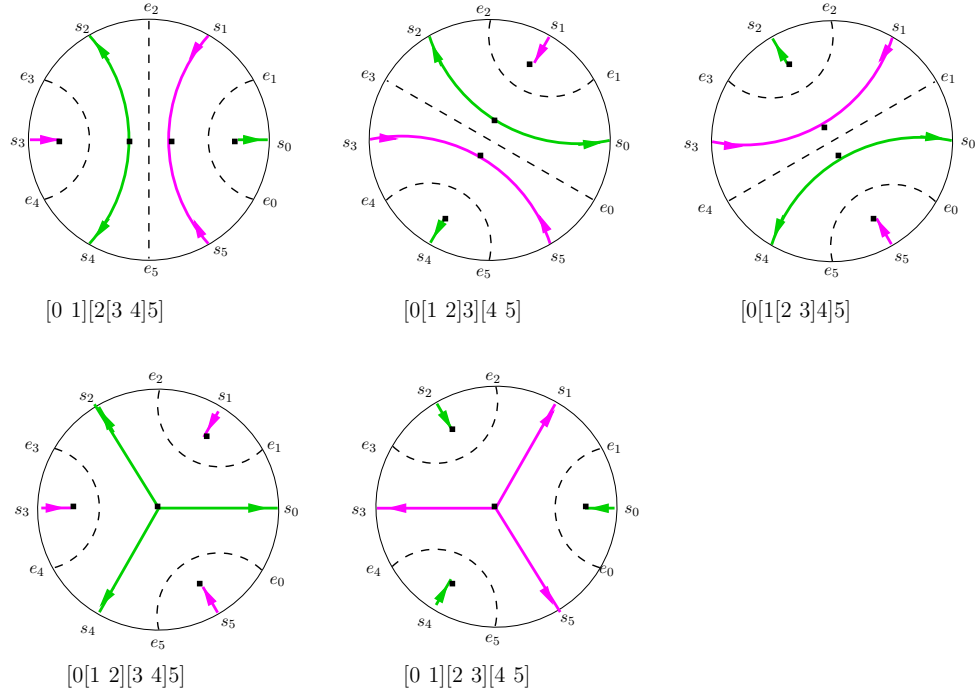 e2
s2 s1
e3 e1
s3 s0
e4 e0
s4 s5
e5
[0 1][2[3 4]5]
e2
s2 s1
e3 e1
s3 s0
e4 e0
s4 s5
e5
[0[1 2]3][4 5]
e2
s2 s1
e3 e1
s3 s0
e4 e0
s4 s5
e5
[0[1[2 3]4]5]
e2
s2 s1
e3 e1
s3 s0
e4 e0
s4 s5
e5
[0[1 2][3 4]5]
e2
s2 s1
e3 e1
s3 s0
e4 e0
s4 s5
e5
[0 1][2 3][4 5]